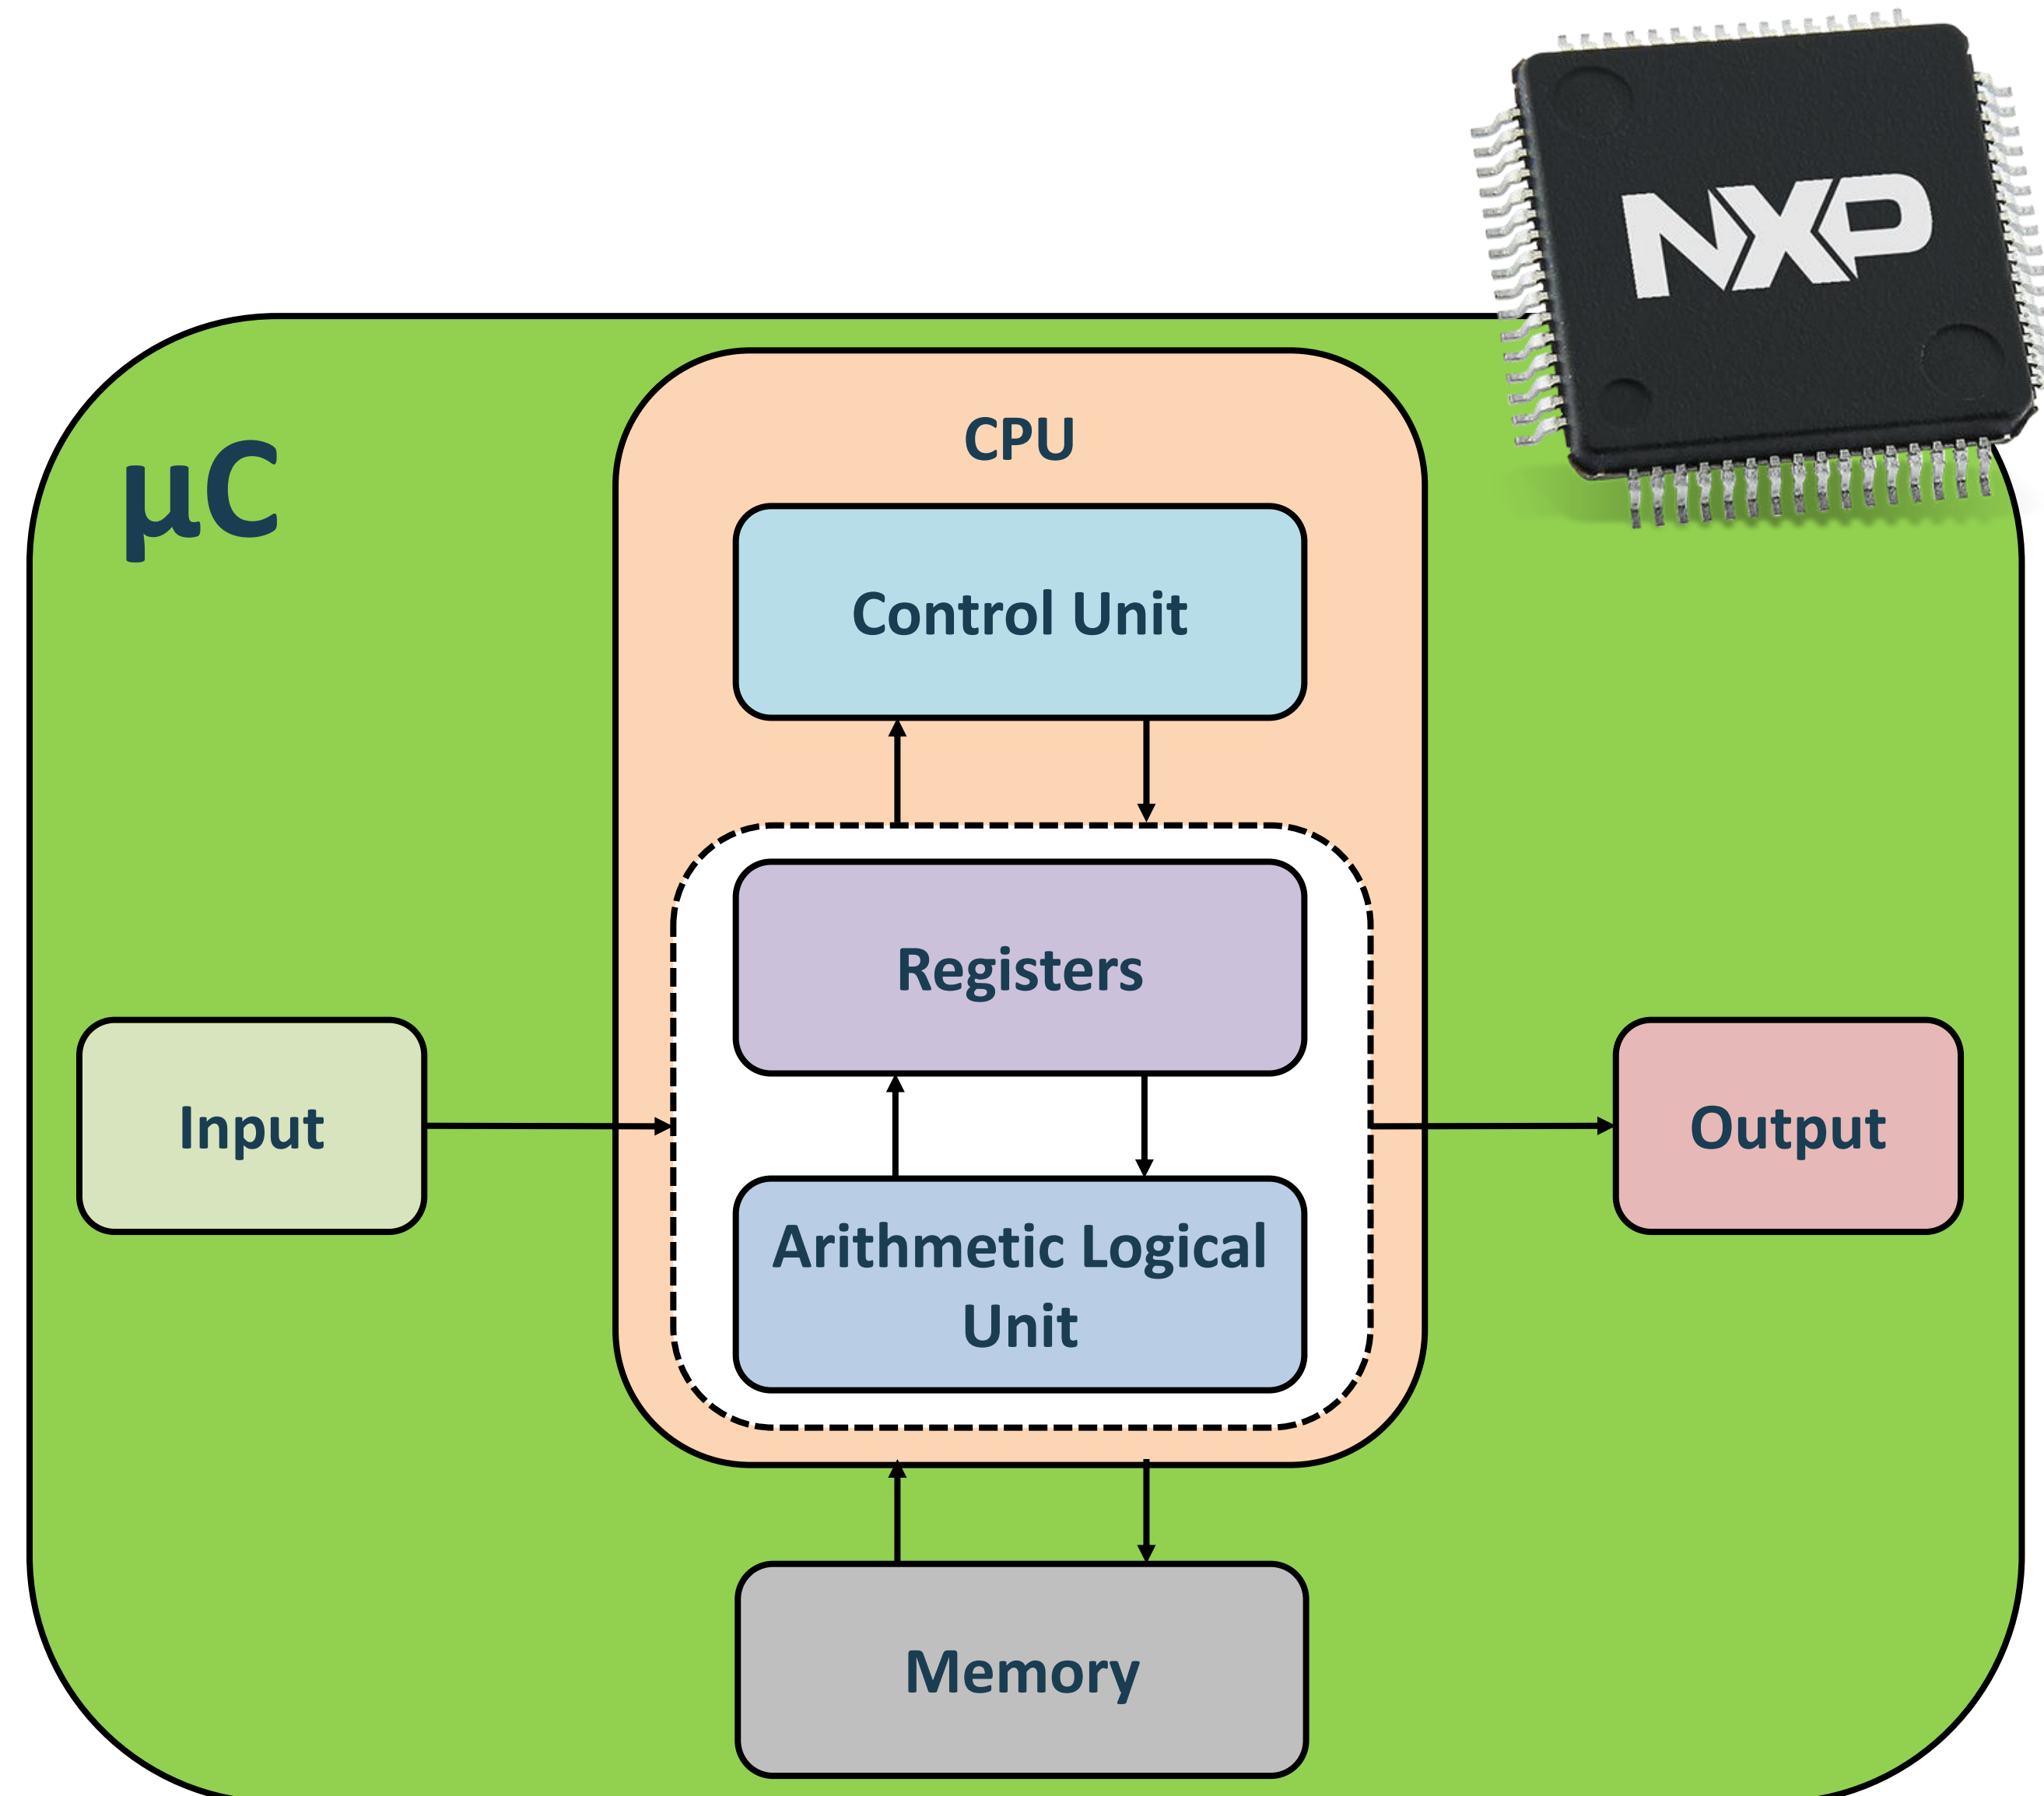 NXP
µC
CPU
Control Unit
Registers
Input
Output
Arithmetic Logical
Unit
Memory